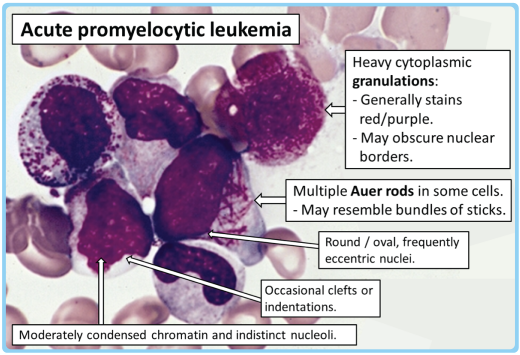 Acute promyelocytic leukemia
Heavy cytoplasmic
granulations:
- Generally stains
red/purple.
- May obscure nuclear
borders.
Multiple Auer rods in some cells.
- May resemble bundles of sticks.
Round / oval, frequently
eccentric nuclei.
Occasional clefts or
indentations.
Moderately condensed chromatin and indistinct nucleoli.